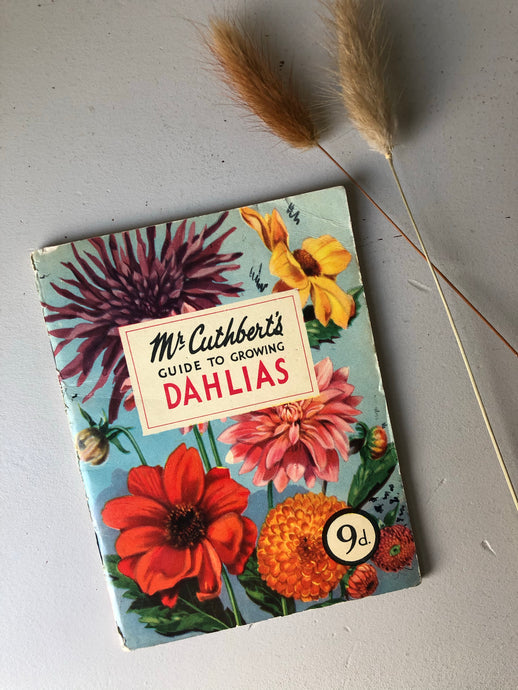 Mr Cuthbert's
GUIDE TO GROWING
DAHLIAS
9d.